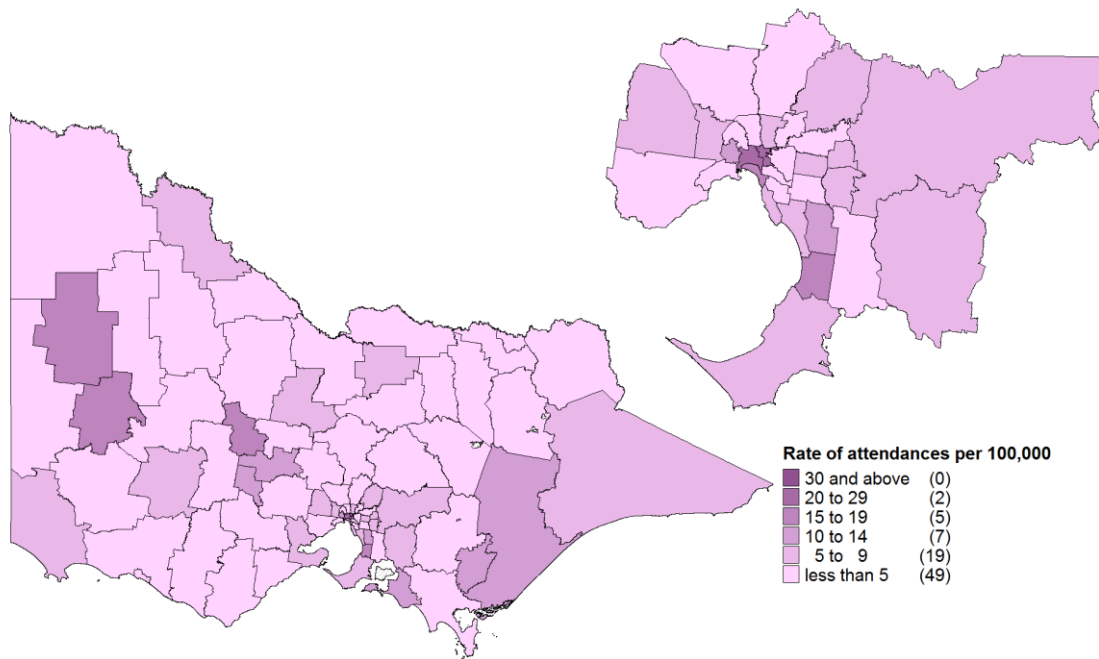 Rate of attendances per 100,000
30 and above (0)
20 to 29 (2)
15 to 19 (5)
10 to 14 (7)
5 to 9 (19)
less than 5 (49)